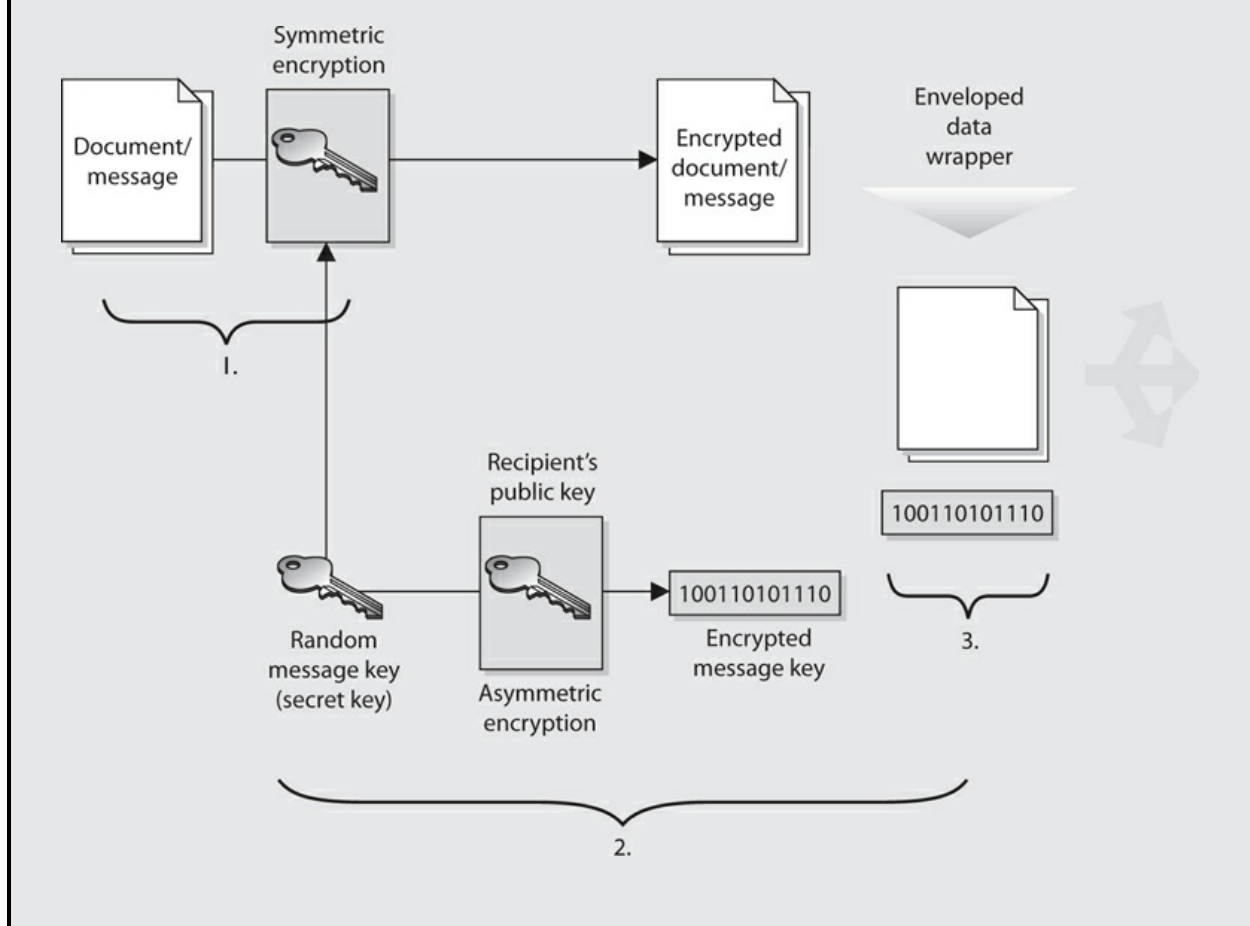 Symmetric
encryption
Document/
message
Encrypted
document/
message
Enveloped
data
wrapper
1.
Recipient's
public key
100110101110
100110101110
Random
message key
(secret key)
Asymmetric
encryption
Encrypted
message key
3.
2.